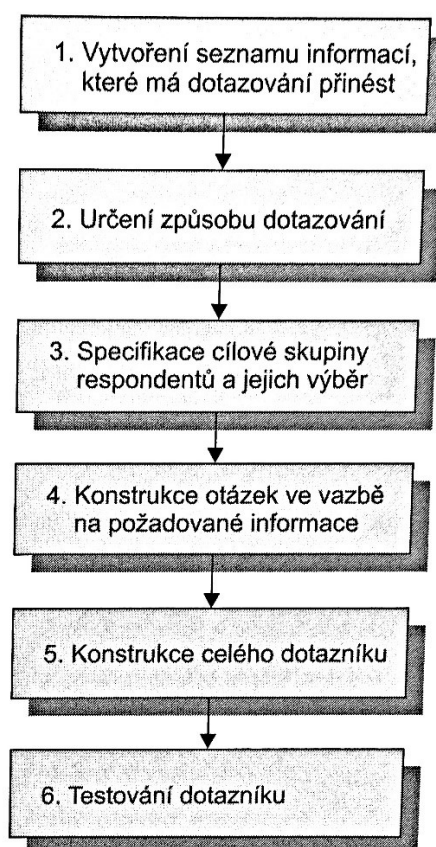 1. Vytvoření seznamu informací,
které má dotazování přinést
2. Určení způsobu dotazování
3. Specifikace cílové skupiny
respondentů a jejich výběr
4. Konstrukce otázek ve vazbě
na požadované informace
5. Konstrukce celého dotazníku
6. Testování dotazníku